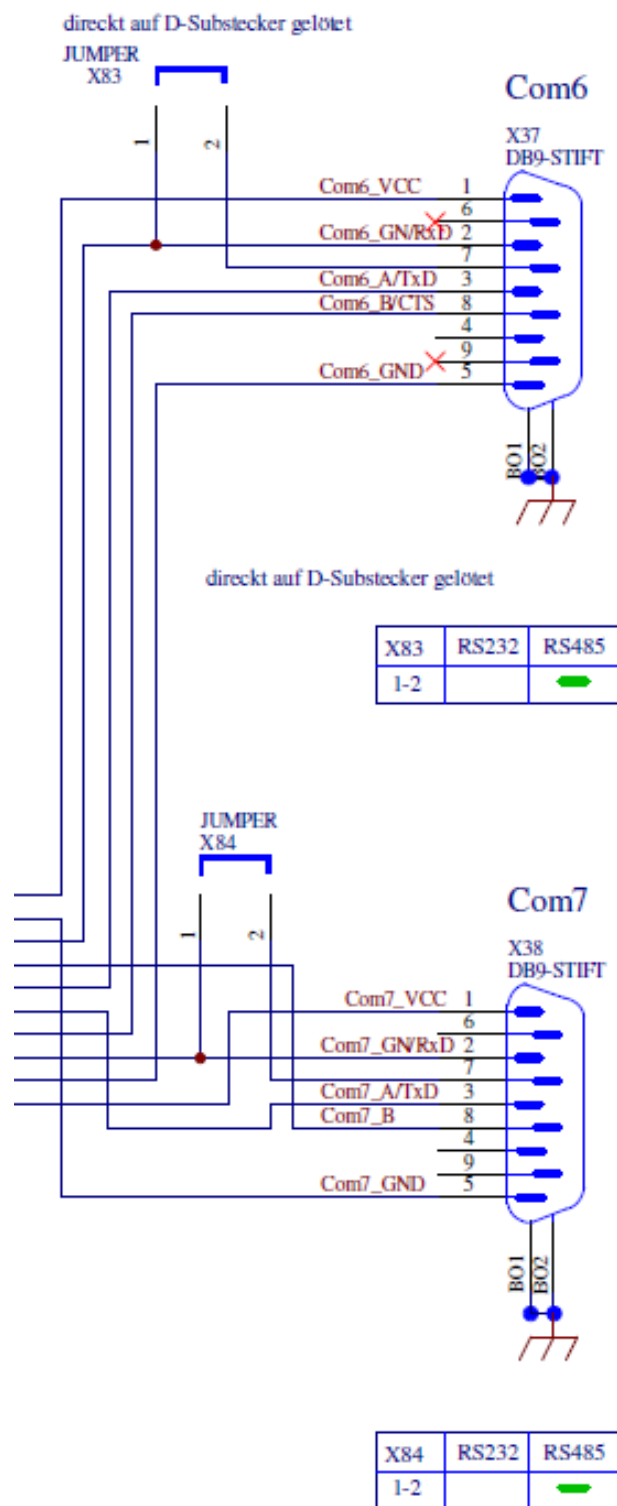 direckt auf D-Substecker gelötet
JUMPER
X83
1
2
Com6
X37
DB9-STIFT
Com6_VCC 1
6
Com6_GN/RxD 2
7
Com6_A/TxD 3
Com6_B/CTS 8
4
9
Com6_GND 5
BO1
BO2
direckt auf D-Substecker gelötet
X83 RS232 RS485
1-2
JUMPER
X84
1
2
Com7
X38
DB9-STIFT
Com7_VCC 1
6
Com7_GN/RxD 2
7
Com7_A/TxD 3
Com7_B 8
4
9
Com7_GND 5
BO1
BO2
X84 RS232 RS485
1-2